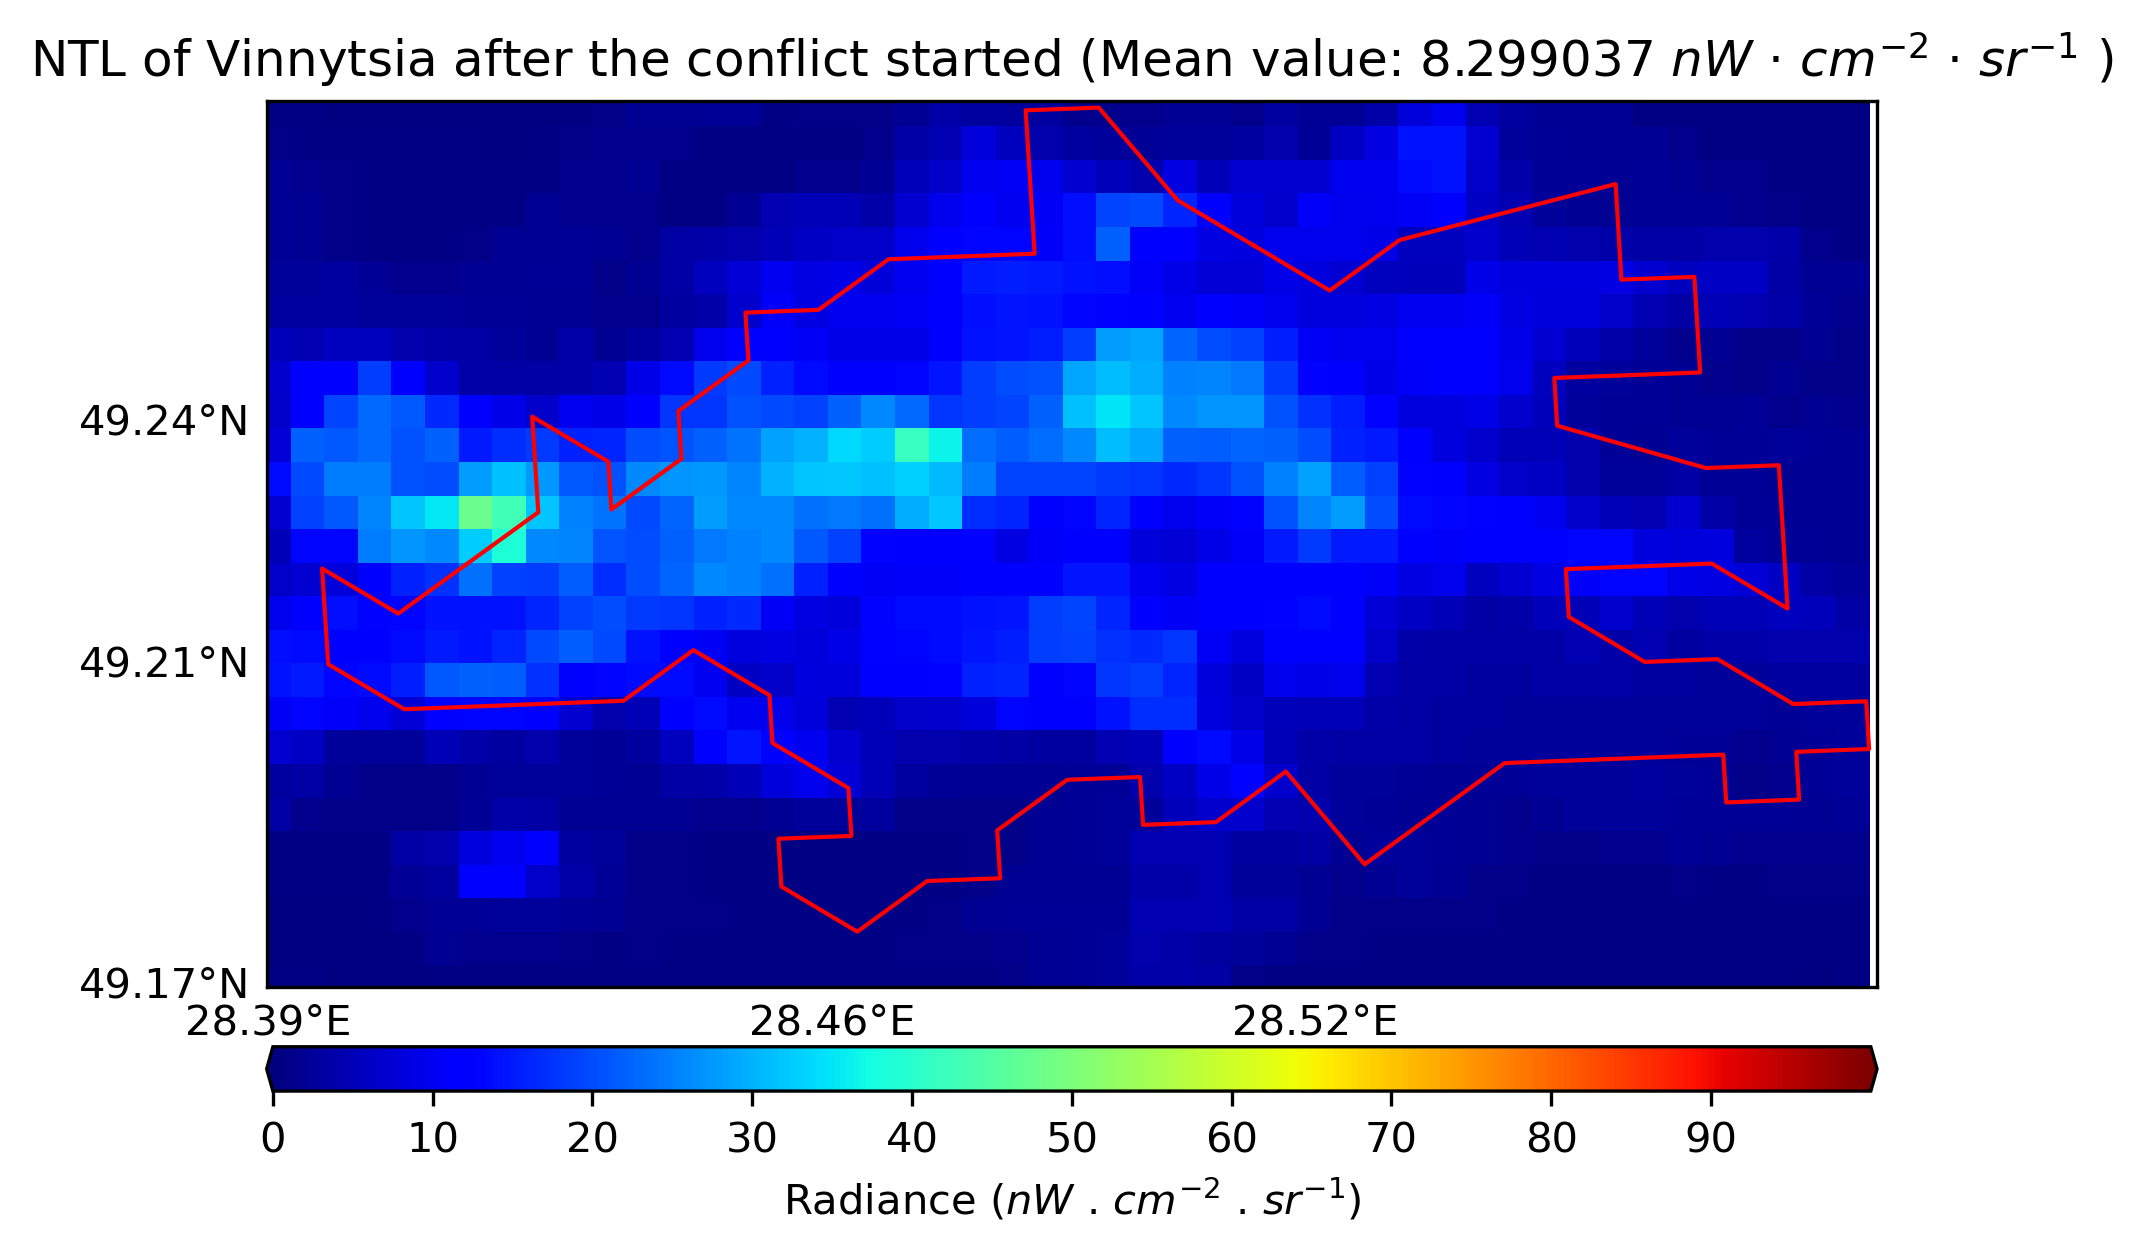 NTL of Vinnytsia after the conflict started (Mean value: 8.299037 nW · cm⁻² · sr⁻¹ )
49.24°N
49.21°N
49.17°N
28.39°E 28.46°E 28.52°E
0 10 20 30 40 50 60 70 80 90
Radiance (nW . cm⁻² . sr⁻¹)